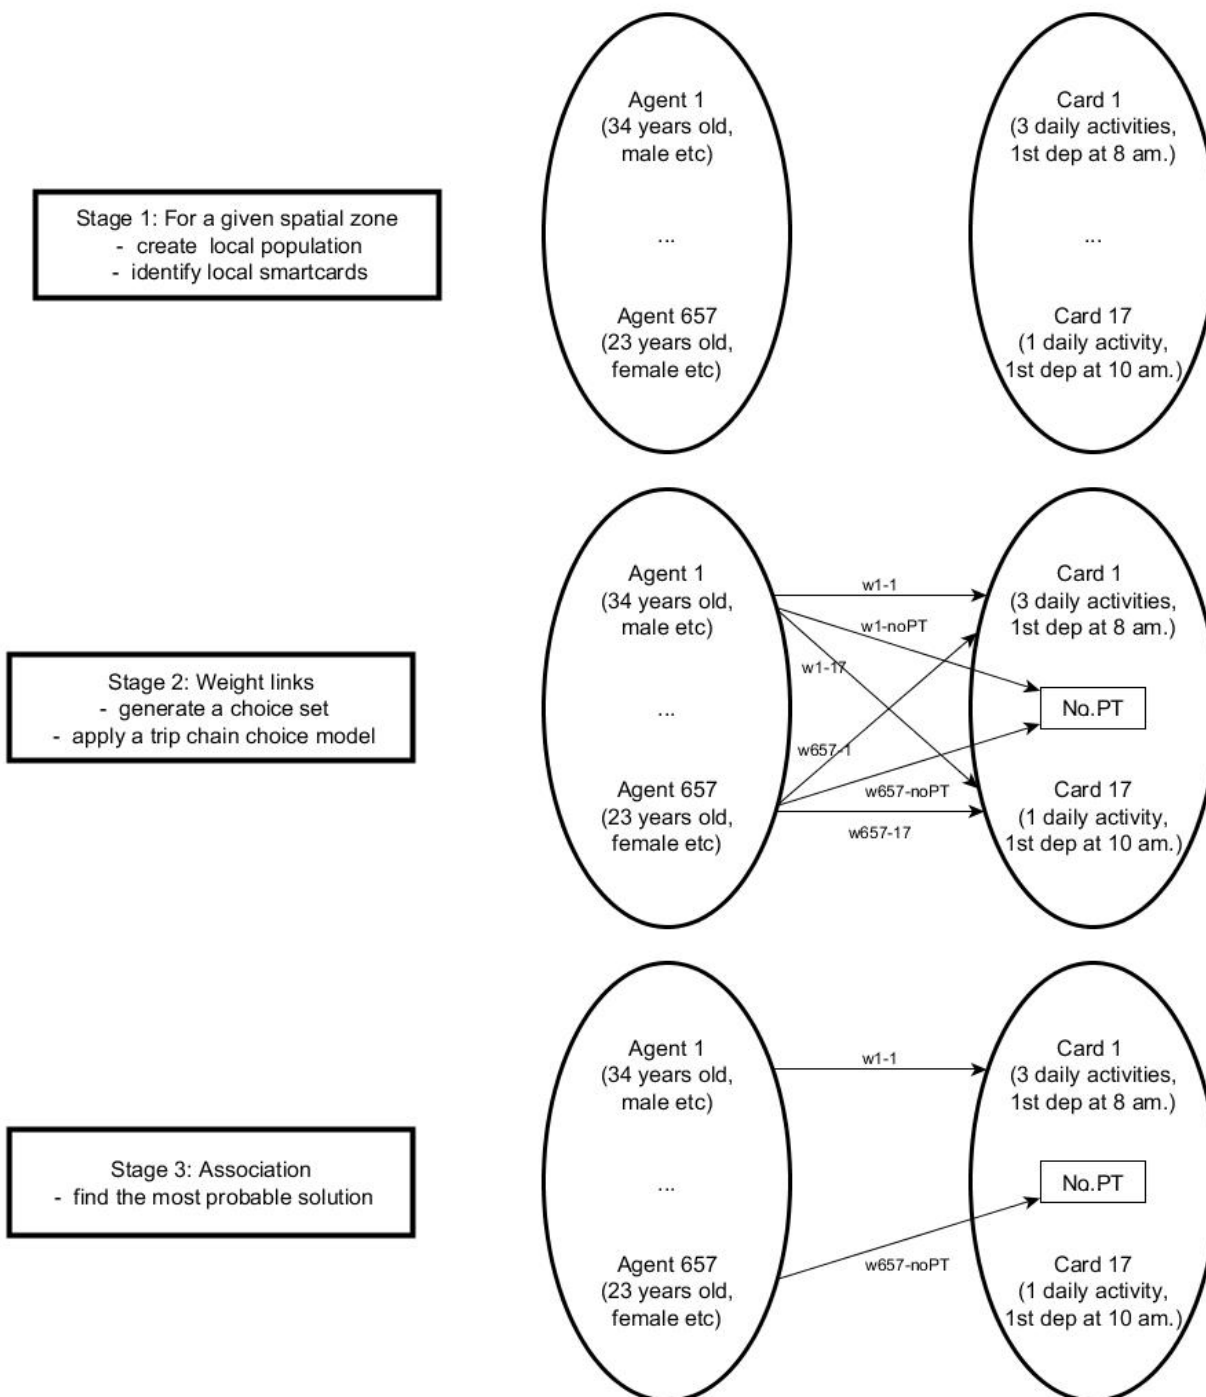 Stage 1: For a given spatial zone
- create local population
- identify local smartcards
Agent 1
(34 years old,
male etc)
...
Agent 657
(23 years old,
female etc)
Card 1
(3 daily activities,
1st dep at 8 am.)
...
Card 17
(1 daily activity,
1st dep at 10 am.)
Stage 2: Weight links
- generate a choice set
- apply a trip chain choice model
Agent 1
(34 years old,
male etc)
...
Agent 657
(23 years old,
female etc)
w1-1
w1-noPT
w1-17
w657-1
w657-noPT
w657-17
Card 1
(3 daily activities,
1st dep at 8 am.)
No.PT
Card 17
(1 daily activity,
1st dep at 10 am.)
Stage 3: Association
- find the most probable solution
Agent 1
(34 years old,
male etc)
...
Agent 657
(23 years old,
female etc)
w1-1
w657-noPT
Card 1
(3 daily activities,
1st dep at 8 am.)
No.PT
Card 17
(1 daily activity,
1st dep at 10 am.)